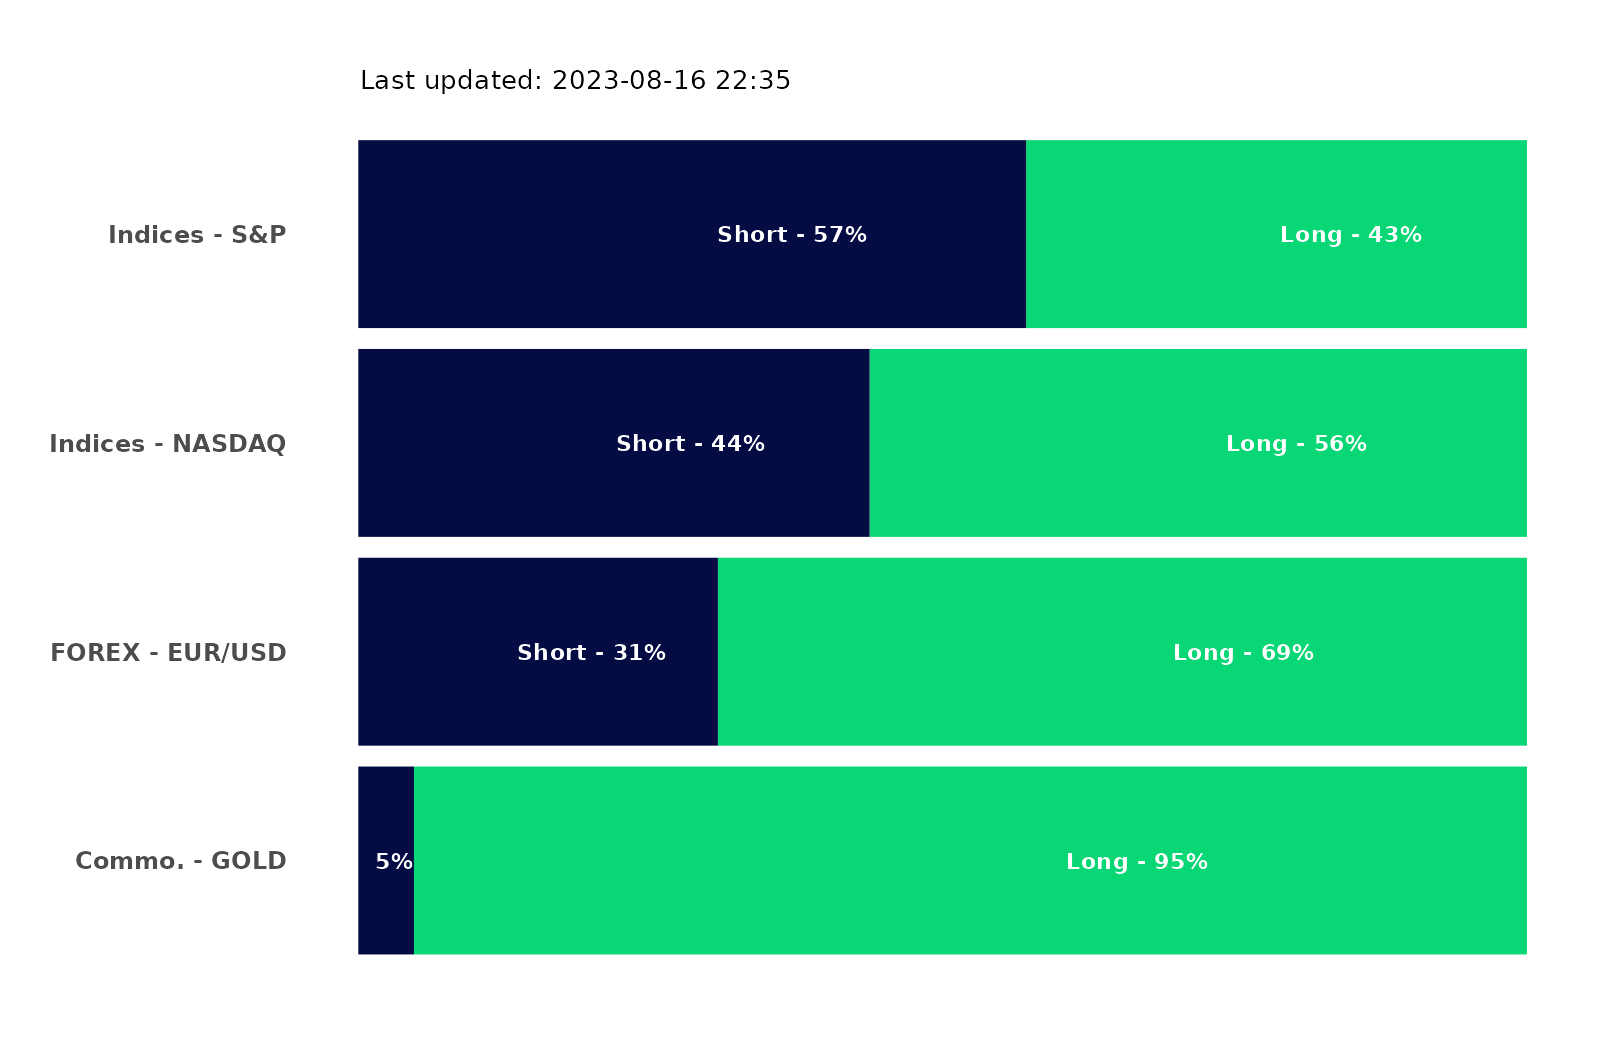 Last updated: 2023-08-16 22:35
Indices - S&P
Short - 57%
Long - 43%
Indices - NASDAQ
Short - 44%
Long - 56%
FOREX - EUR/USD
Short - 31%
Long - 69%
Commo. - GOLD
5%
Long - 95%